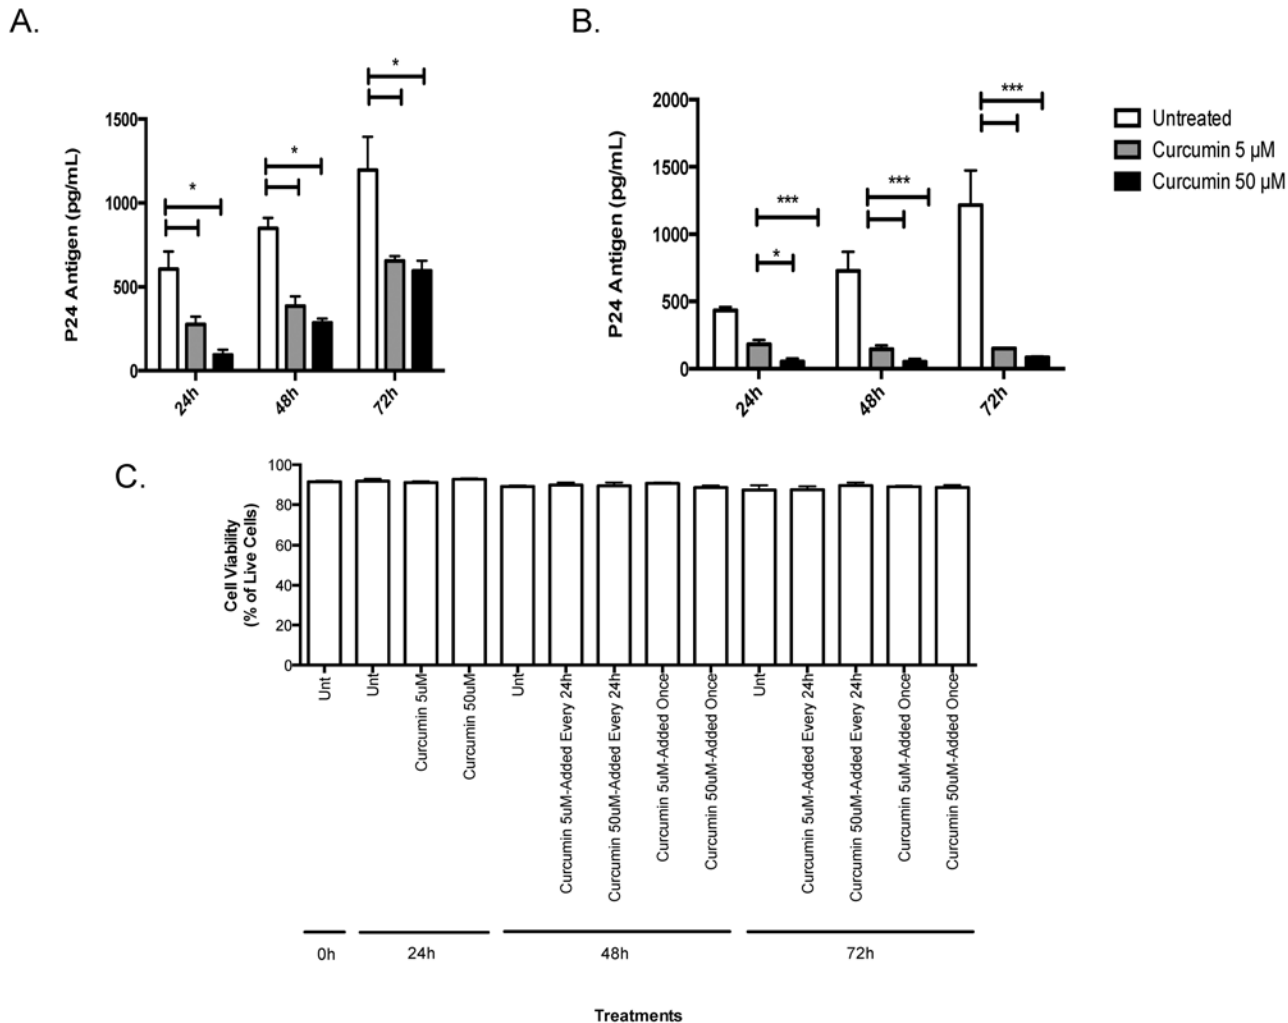 A.
B.
P24 Antigen (pg/mL)
1500
1000
500
0
*
*
*
24h
48h
72h
P24 Antigen (pg/mL)
2000
1500
1000
500
0
***
*
***
***
24h
48h
72h
Untreated
Curcumin 5 µM
Curcumin 50 µM
C.
Cell Viability
(% of Live Cells)
100
80
60
40
20
0
Unt
Unt
Curcumin 5uM
Curcumin 50uM
Unt
Curcumin 5uM-Added Every 24h
Curcumin 50uM-Added Every 24h
Curcumin 5uM-Added Once
Curcumin 50uM-Added Once
Unt
Curcumin 5uM-Added Every 24h
Curcumin 50uM-Added Every 24h
Curcumin 5uM-Added Once
Curcumin 50uM-Added Once
0h
24h
48h
72h
Treatments